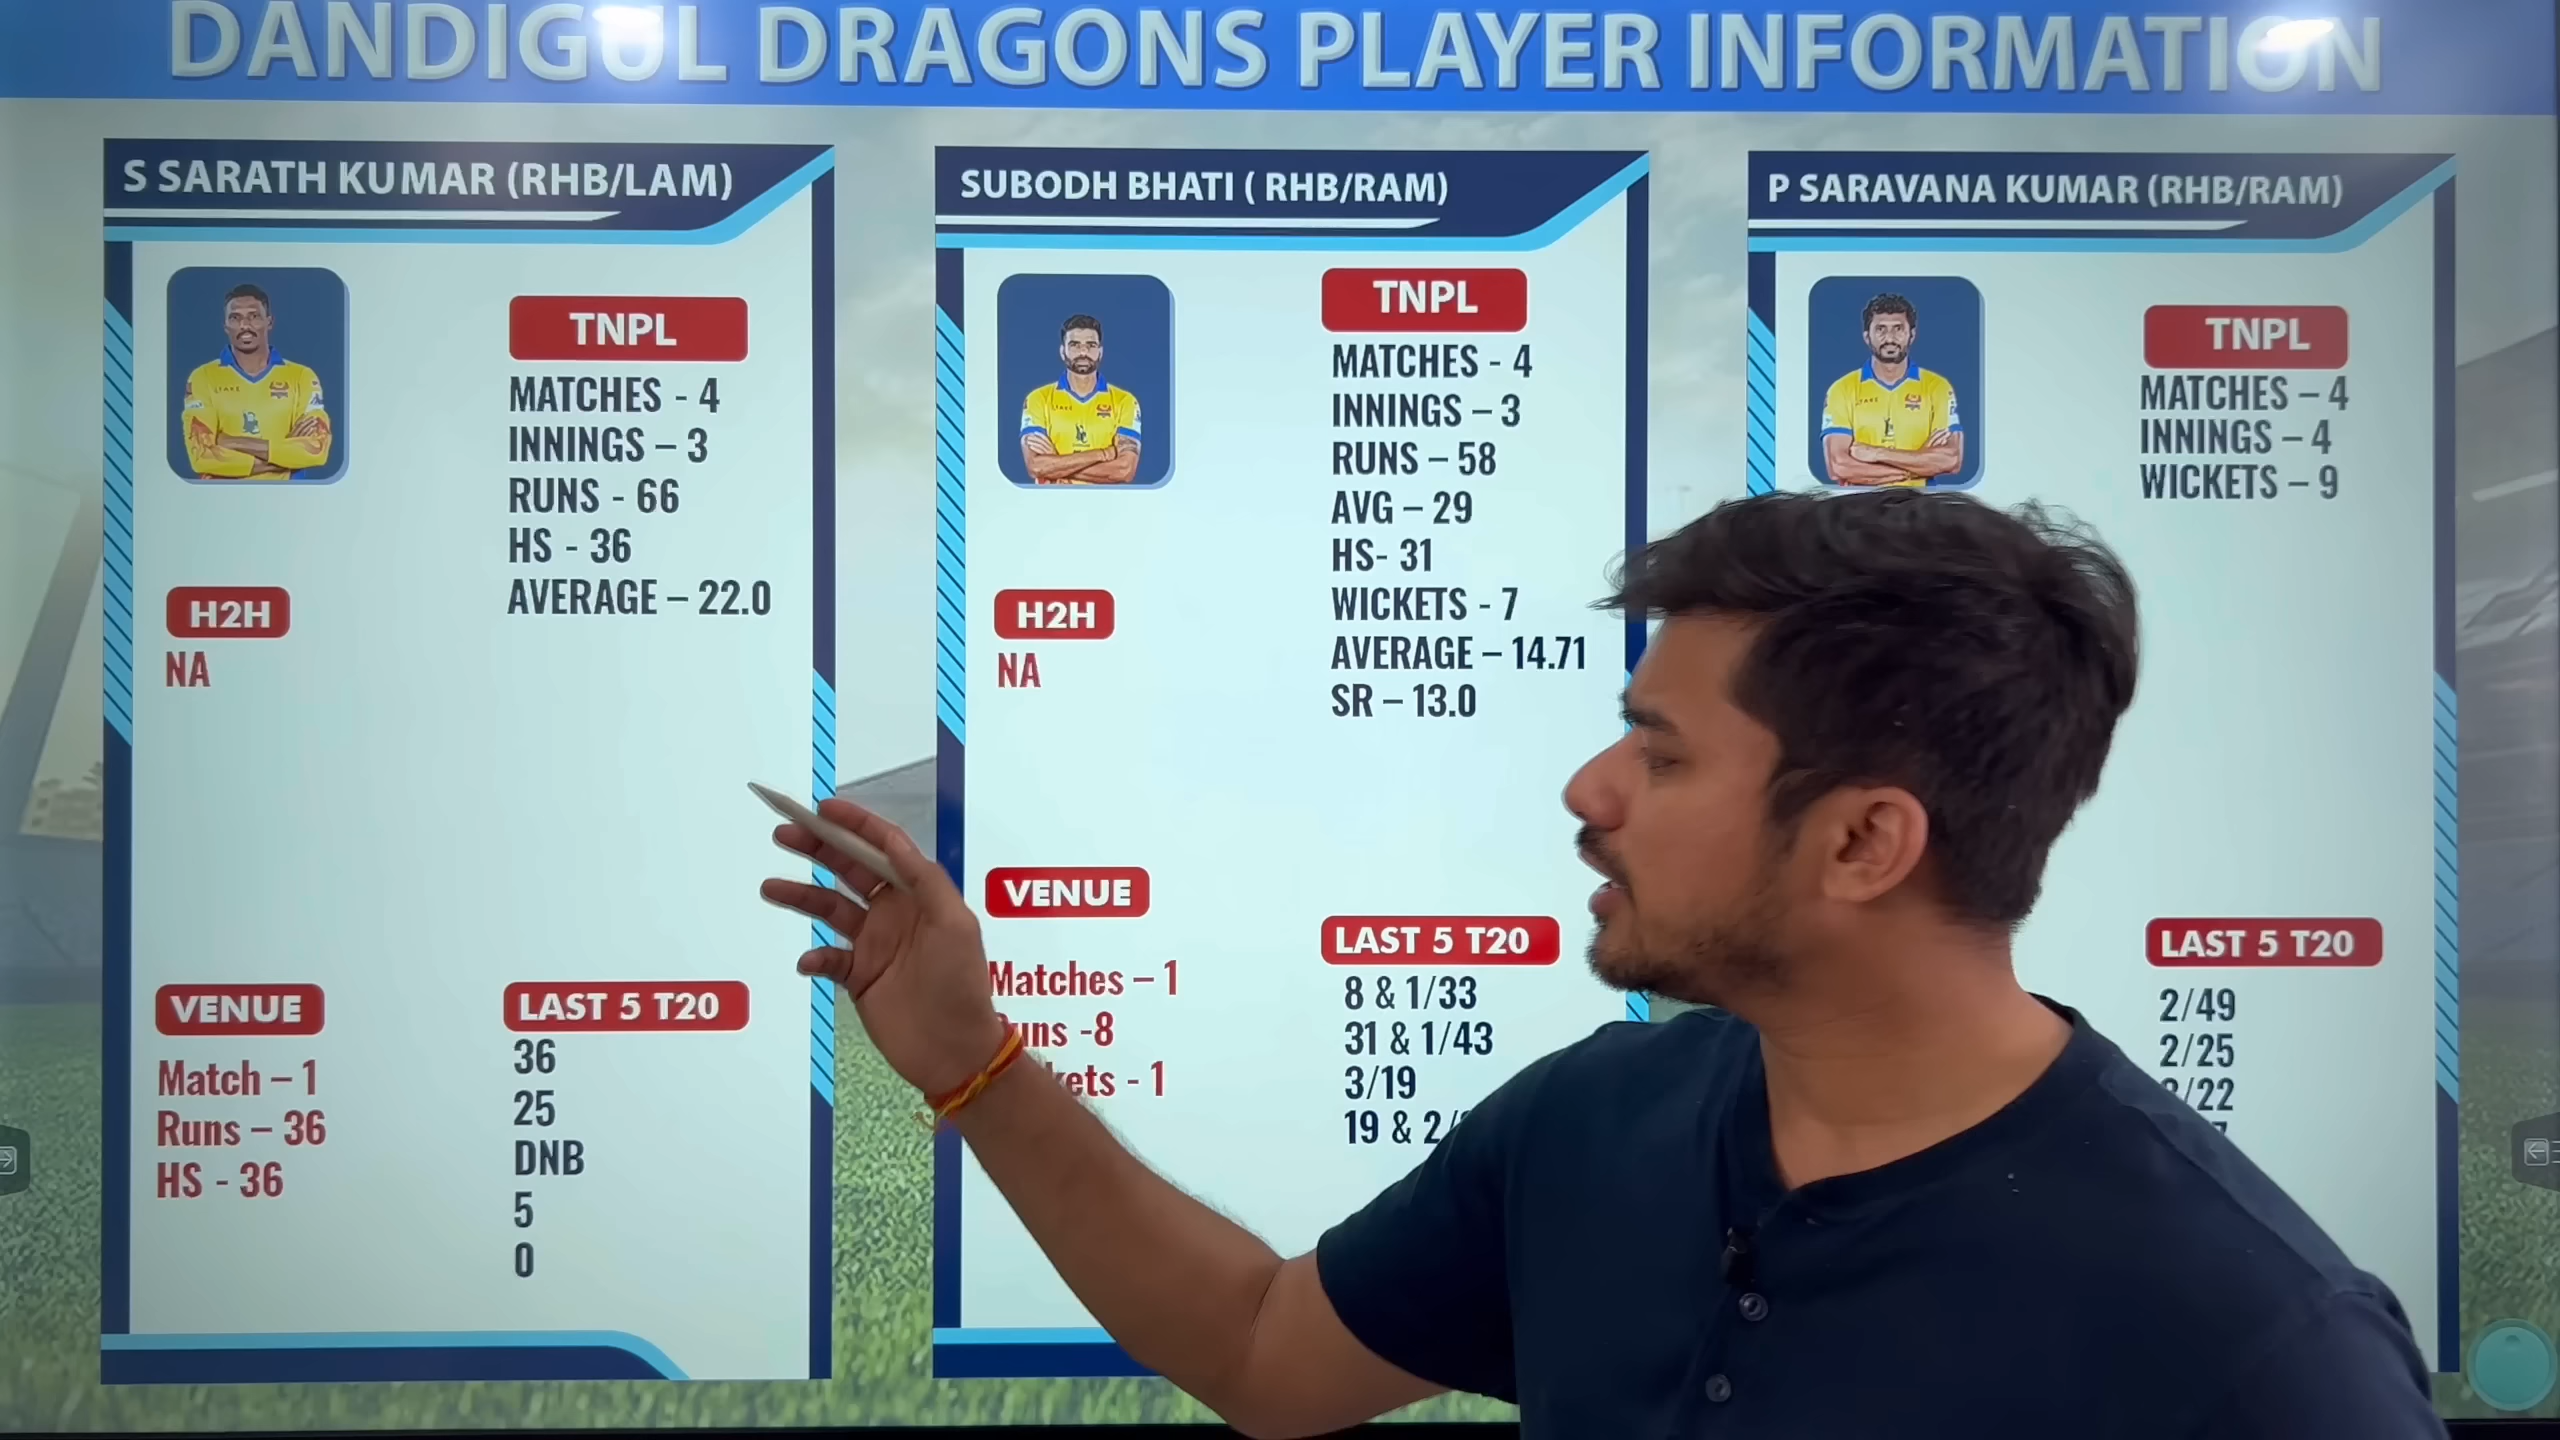 DANDIGUL DRAGONS PLAYER INFORMATION
S SARATH KUMAR (RHB/LAM)
TNPL
MATCHES - 4
INNINGS – 3
RUNS - 66
HS - 36
AVERAGE – 22.0
H2H
NA
VENUE
Match – 1
Runs – 36
HS - 36
LAST 5 T20
36
25
DNB
5
0
SUBODH BHATI ( RHB/RAM)
TNPL
MATCHES - 4
INNINGS – 3
RUNS – 58
AVG – 29
HS- 31
WICKETS - 7
AVERAGE – 14.71
SR – 13.0
H2H
NA
VENUE
Matches – 1
-8
- 1
LAST 5 T20
8 & 1/33
31 & 1/43
3/19
19 & 2/
P SARAVANA KUMAR (RHB/RAM)
TNPL
MATCHES – 4
INNINGS – 4
WICKETS – 9
LAST 5 T20
2/49
2/25
/22